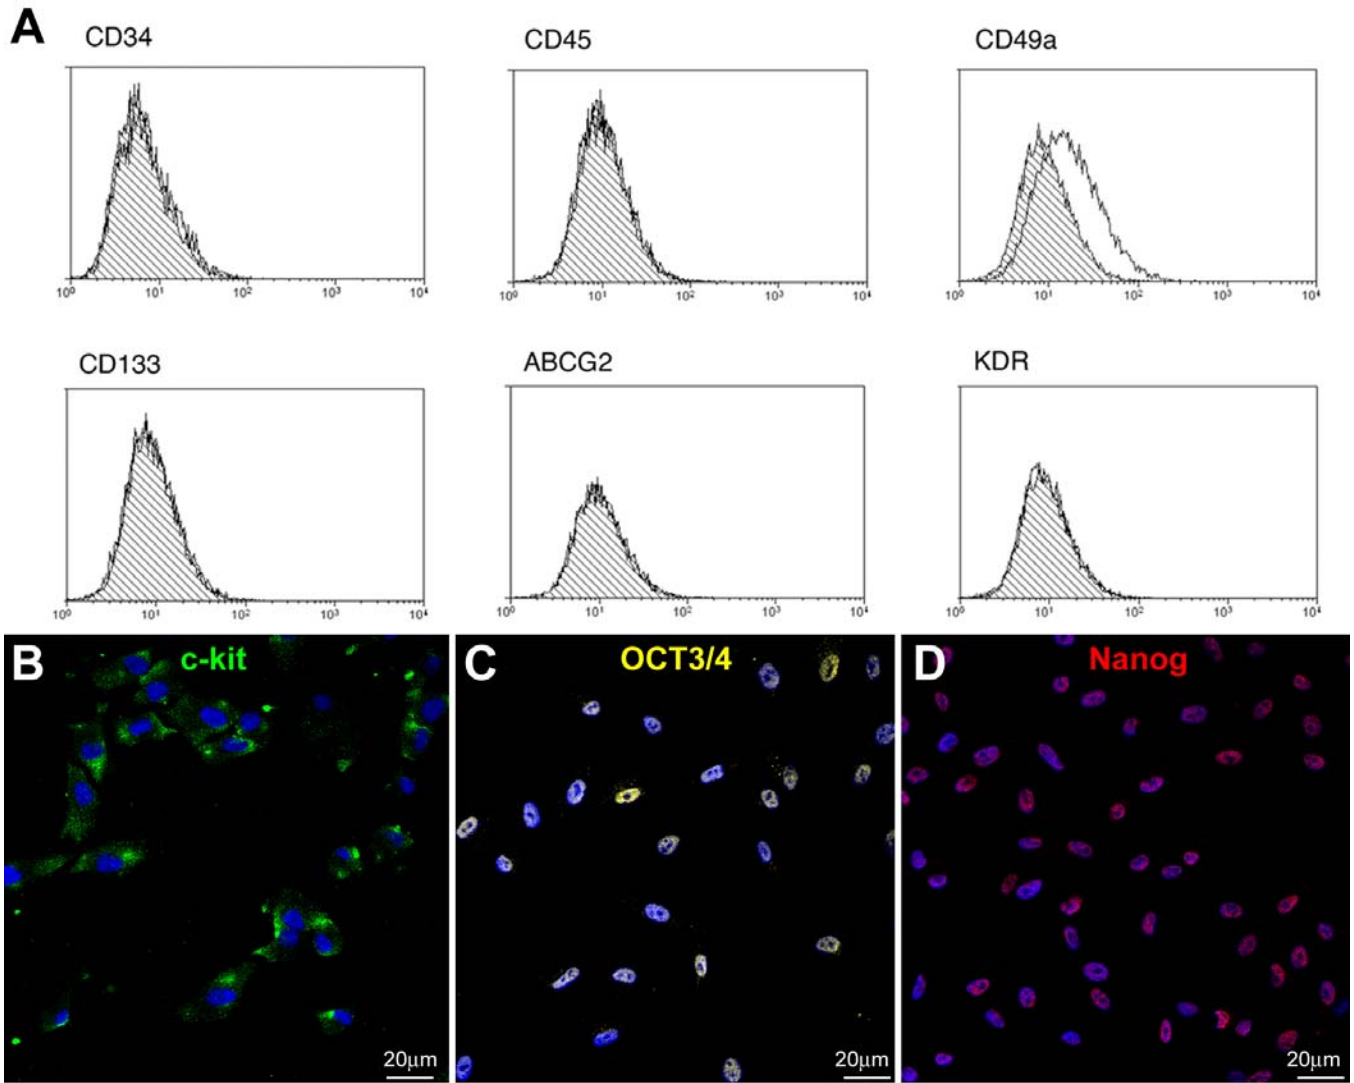 A
CD34 CD45 CD49a
10⁰ 10¹ 10² 10³ 10⁴ 10⁰ 10¹ 10² 10³ 10⁴ 10⁰ 10¹ 10² 10³ 10⁴
CD133 ABCG2 KDR
10⁰ 10¹ 10² 10³ 10⁴ 10⁰ 10¹ 10² 10³ 10⁴ 10⁰ 10¹ 10² 10³ 10⁴
B c-kit C OCT3/4 D Nanog
20μm 20μm 20μm